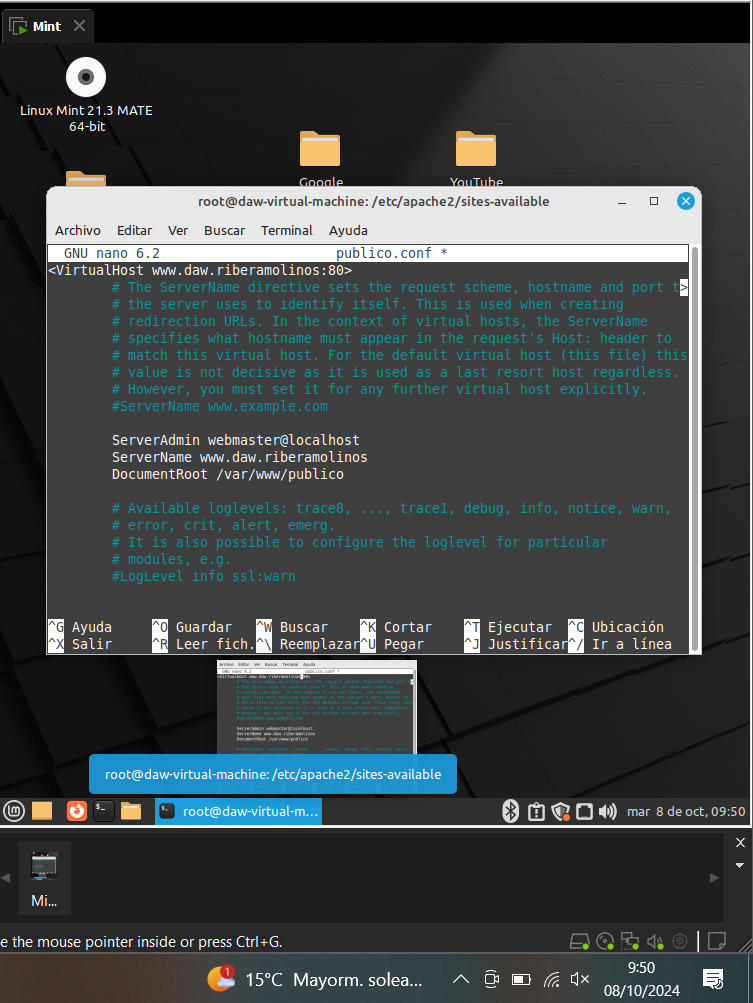 Mint
Linux Mint 21.3 MATE
64-bit
Google
YouTube
root@daw-virtual-machine: /etc/apache2/sites-available
Archivo Editar Ver Buscar Terminal Ayuda
GNU nano 6.2 publico.conf *
<VirtualHost www.daw.riberamolinos:80>
# The ServerName directive sets the request scheme, hostname and port t>
# the server uses to identify itself. This is used when creating
# redirection URLs. In the context of virtual hosts, the ServerName
# specifies what hostname must appear in the request's Host: header to
# match this virtual host. For the default virtual host (this file) this
# value is not decisive as it is used as a last resort host regardless.
# However, you must set it for any further virtual host explicitly.
#ServerName www.example.com
ServerAdmin webmaster@localhost
ServerName www.daw.riberamolinos
DocumentRoot /var/www/publico
# Available loglevels: trace8, ..., trace1, debug, info, notice, warn,
# error, crit, alert, emerg.
# It is also possible to configure the loglevel for particular
# modules, e.g.
#LogLevel info ssl:warn
^G Ayuda ^O Guardar ^W Buscar ^K Cortar ^T Ejecutar ^C Ubicación
^X Salir ^R Leer fich. ^\ Reemplazar ^U Pegar ^J Justificar ^/ Ir a línea
root@daw-virtual-machine:/etc/apache2/sites-available
root@daw-virtual-m... mar 8 de oct, 09:50
Mi...
e the mouse pointer inside or press Ctrl+G.
1
15°C Mayorm. solea...
9:50
08/10/2024